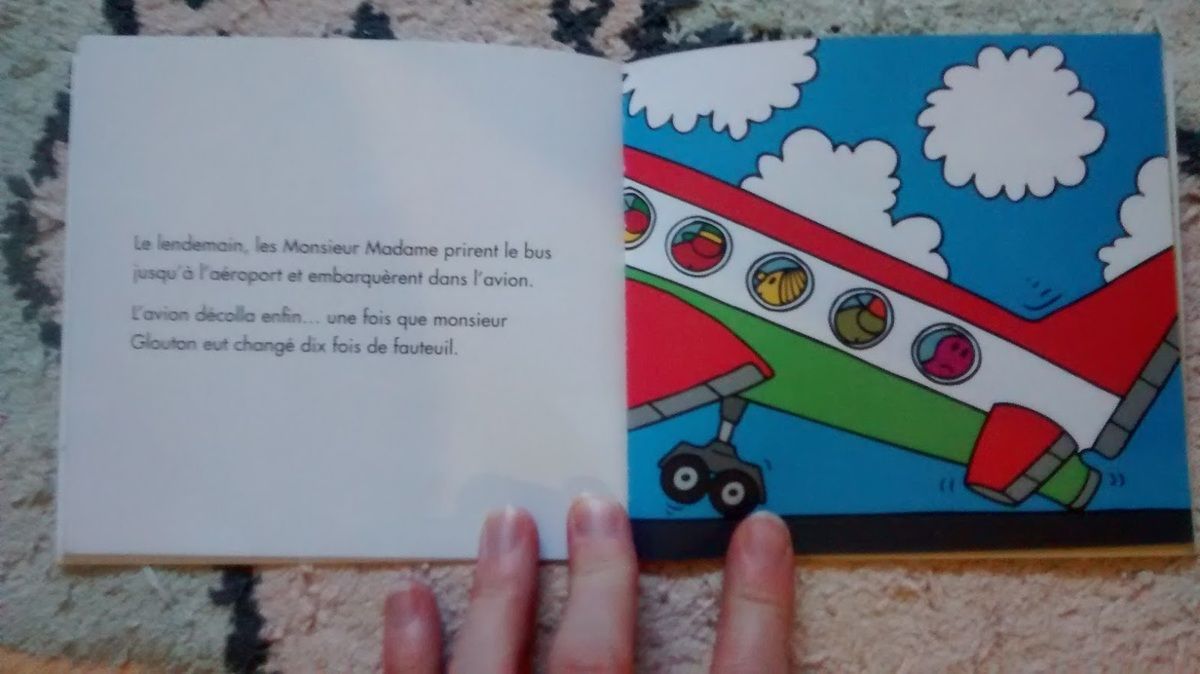 Le lendemain, les Monsieur Madame prirent le bus
jusqu'à l'aéroport et embarquèrent dans l'avion.
L'avion décolla enfin... une fois que monsieur
Glouton eut changé dix fois de fauteuil.